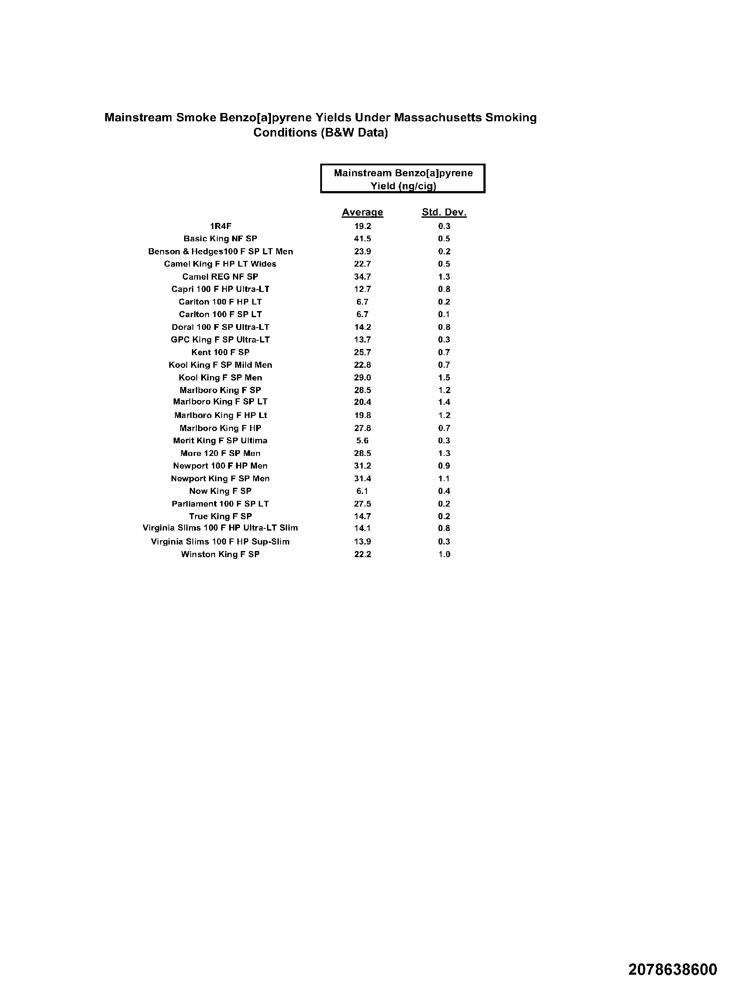 Mainstream Smoke Benzo[a]pyrene Yields Under Massachusetts Smoking
Conditions (B&W Data)
Mainstream Benzo[a]pyrene
Yield (ng/cig)
Average Std. Dev.
1R4F 19.2 0.3
Basic King NF SP 41.5 0.5
Benson & Hedges100 F SP LT Men 23.9 0.2
Camel King F HP LT Wides 22.7 0.5
Camel REG NF SP 34.7 1.3
Capri 100 F HP Ultra-LT 12.7 0.8
Carlton 100 F HP LT 6.7 0.2
Carlton 100 F SP LT 6.7 0.1
Doral 100 F SP Ultra-LT 14.2 0.8
GPC King F SP Ultra-LT 13.7 0.3
Kent 100 F SP 25.7 0.7
Kool King F SP Mild Men 22.8 0.7
Kool King F SP Men 29.0 1.5
Marlboro King F SP 28.5 1.2
Marlboro King F SP LT 20.4 1.4
Marlboro King F HP Lt 19.8 1.2
Marlboro King F HP 27.8 0.7
Merit King F SP Ultima 5.6 0.3
More 120 F SP Men 28.5 1.3
Newport 100 F HP Men 31.2 0.9
Newport King F SP Men 31.4 1.1
Now King F SP 6.1 0.4
Parliament 100 F SP LT 27.5 0.2
True King F SP 14.7 0.2
Virginia Slims 100 F HP Ultra-LT Slim 14.1 0.8
Virginia Slims 100 F HP Sup-Slim 13.9 0.3
Winston King F SP 22.2 1.0
2078638600